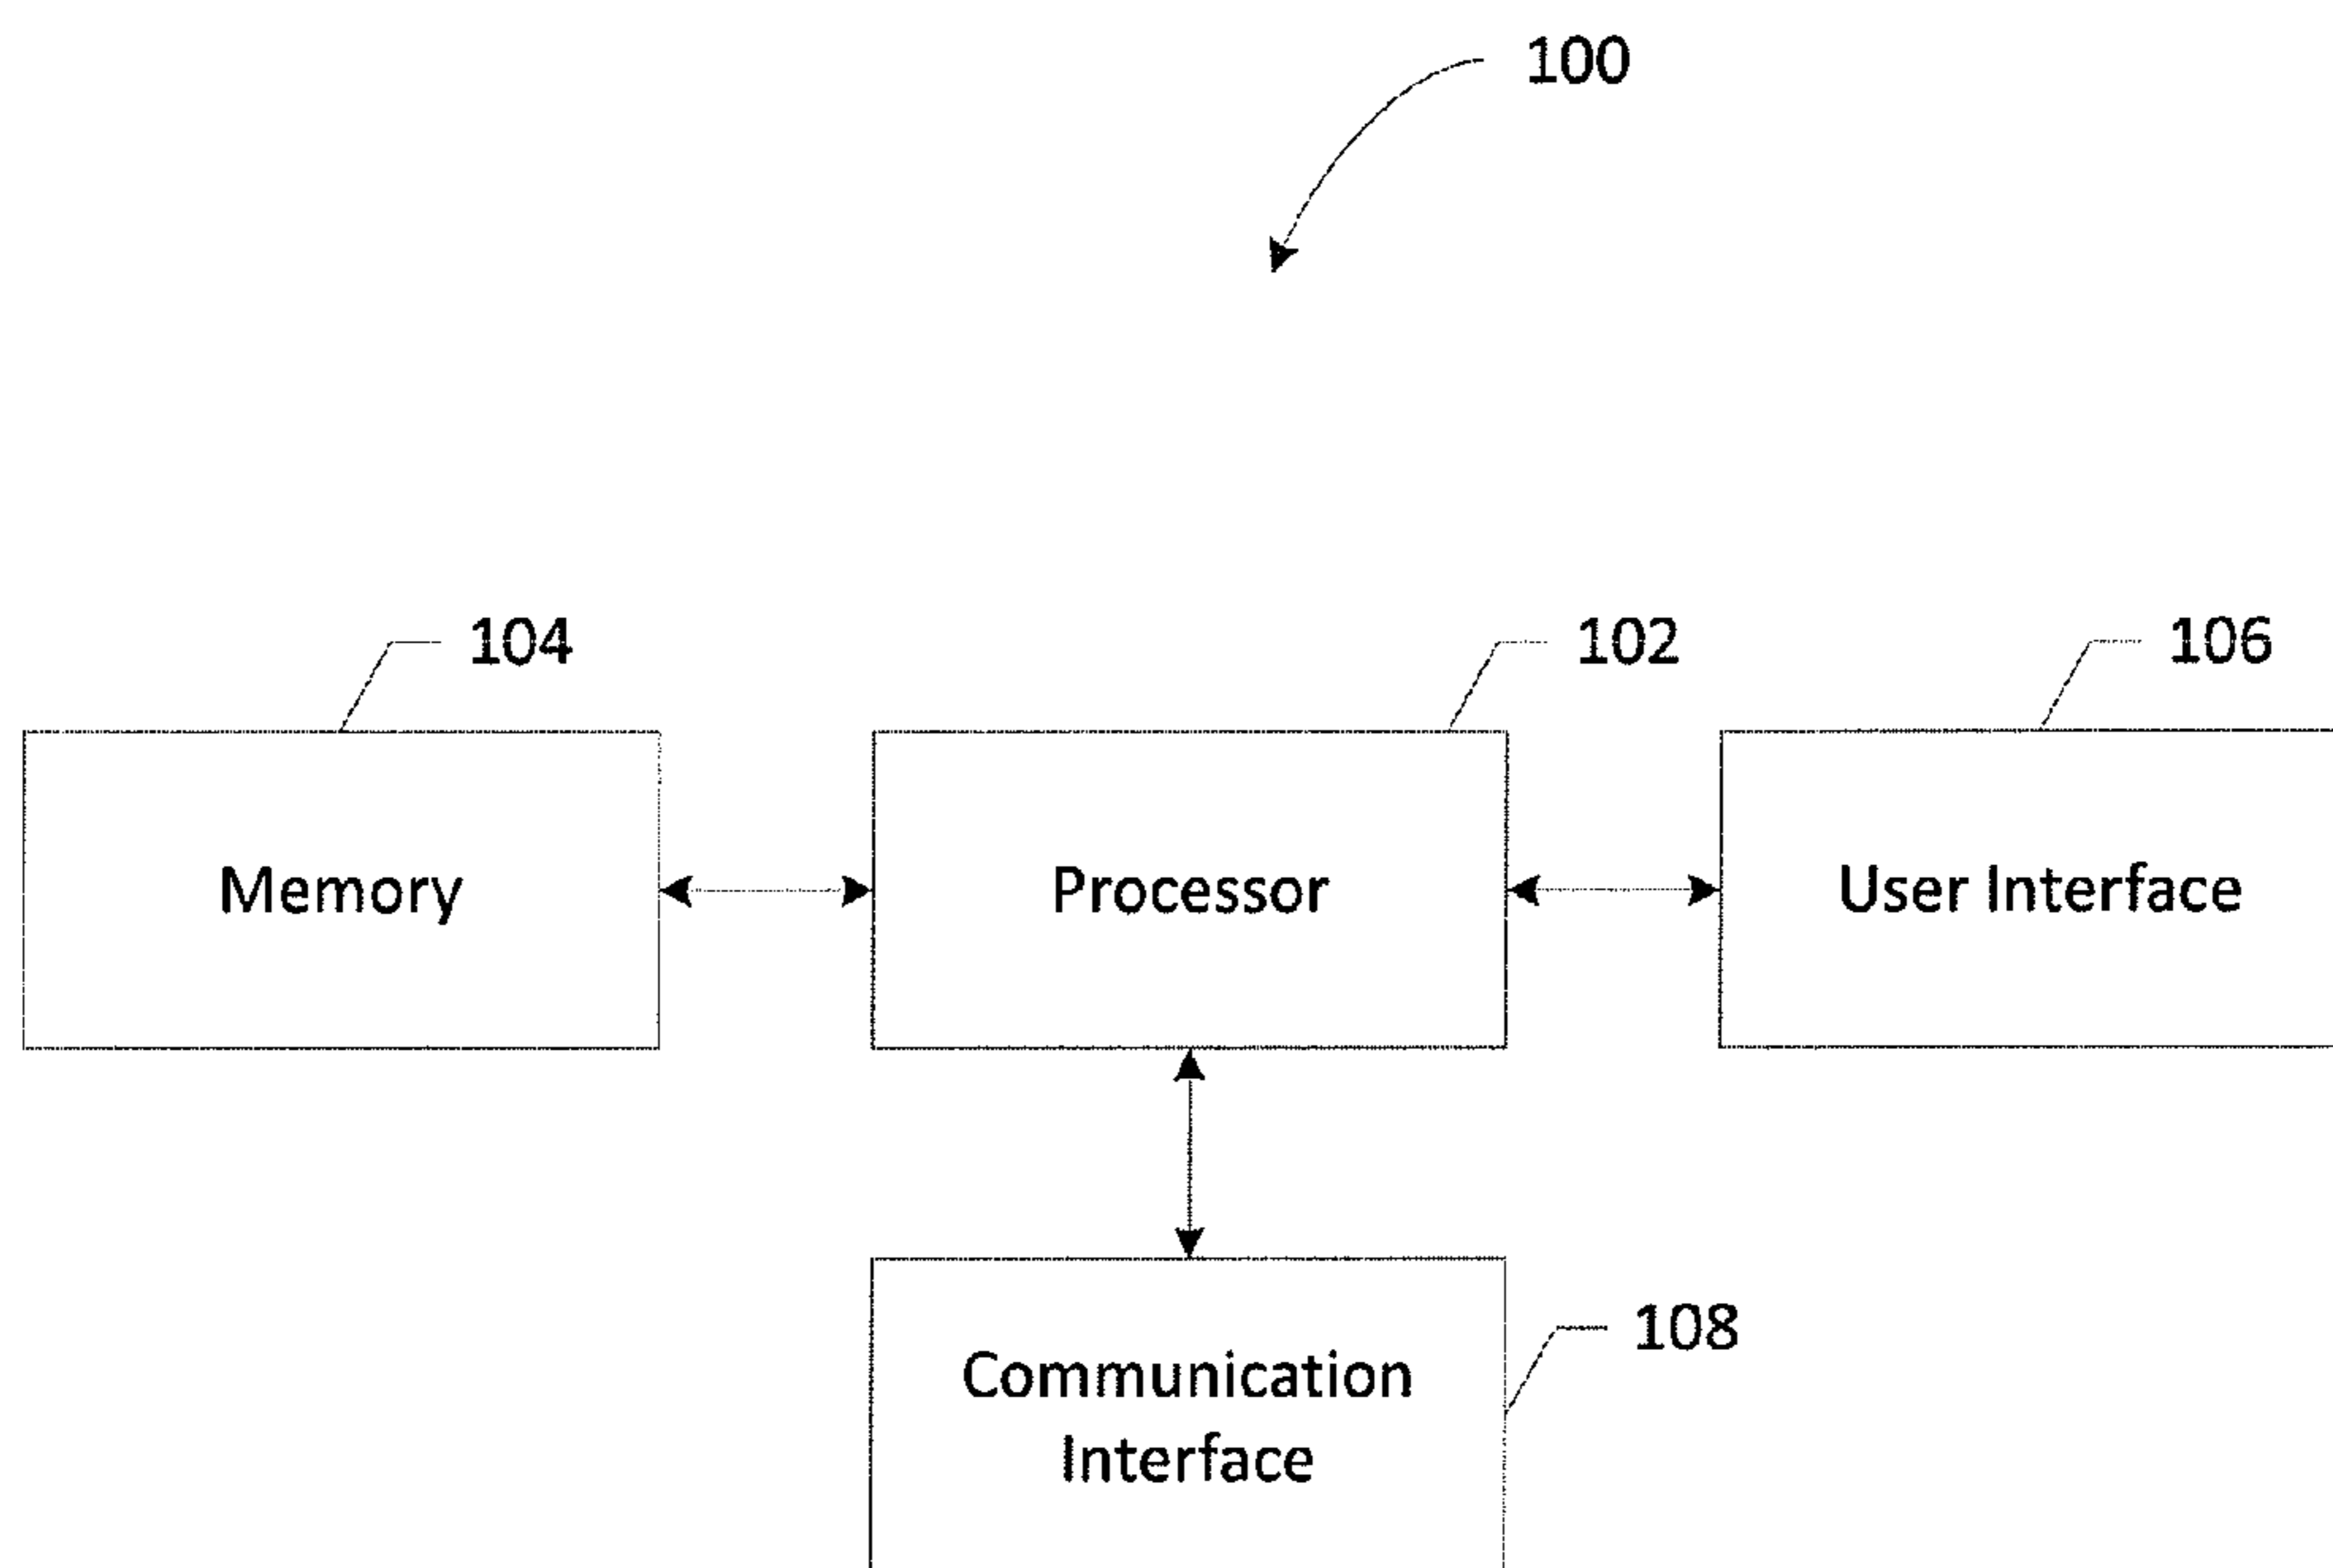 100
104
102
106
Memory
Processor
User Interface
108
Communication
Interface